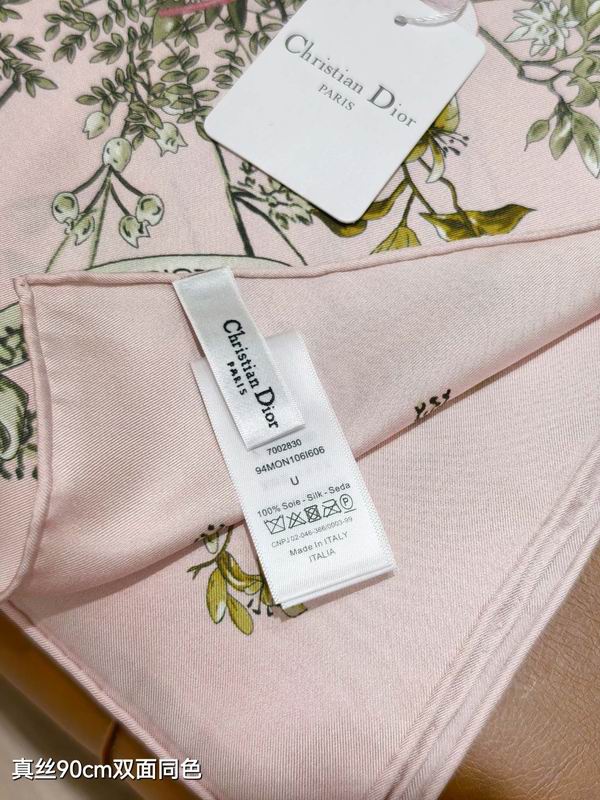 Christian Dior
PARIS
Christian Dior
PARIS
7002830
94MON106I606
U
100% Soie - Silk - Seda
CNPJ 02-046-366/0003-99
Made in ITALY
ITALIA
真丝90cm双面同色